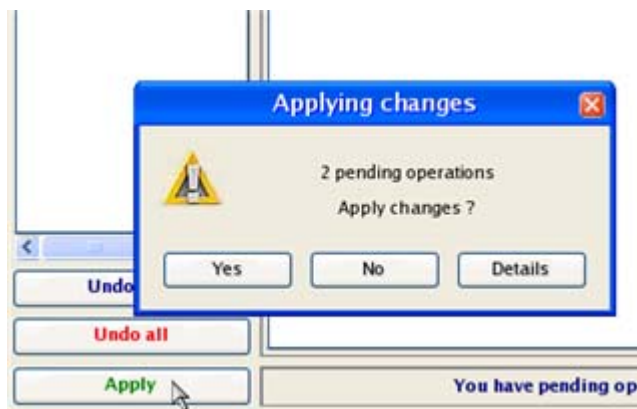 Applying changes
2 pending operations
Apply changes ?
Yes
No
Details
Undo
Undo all
Apply
You have pending op